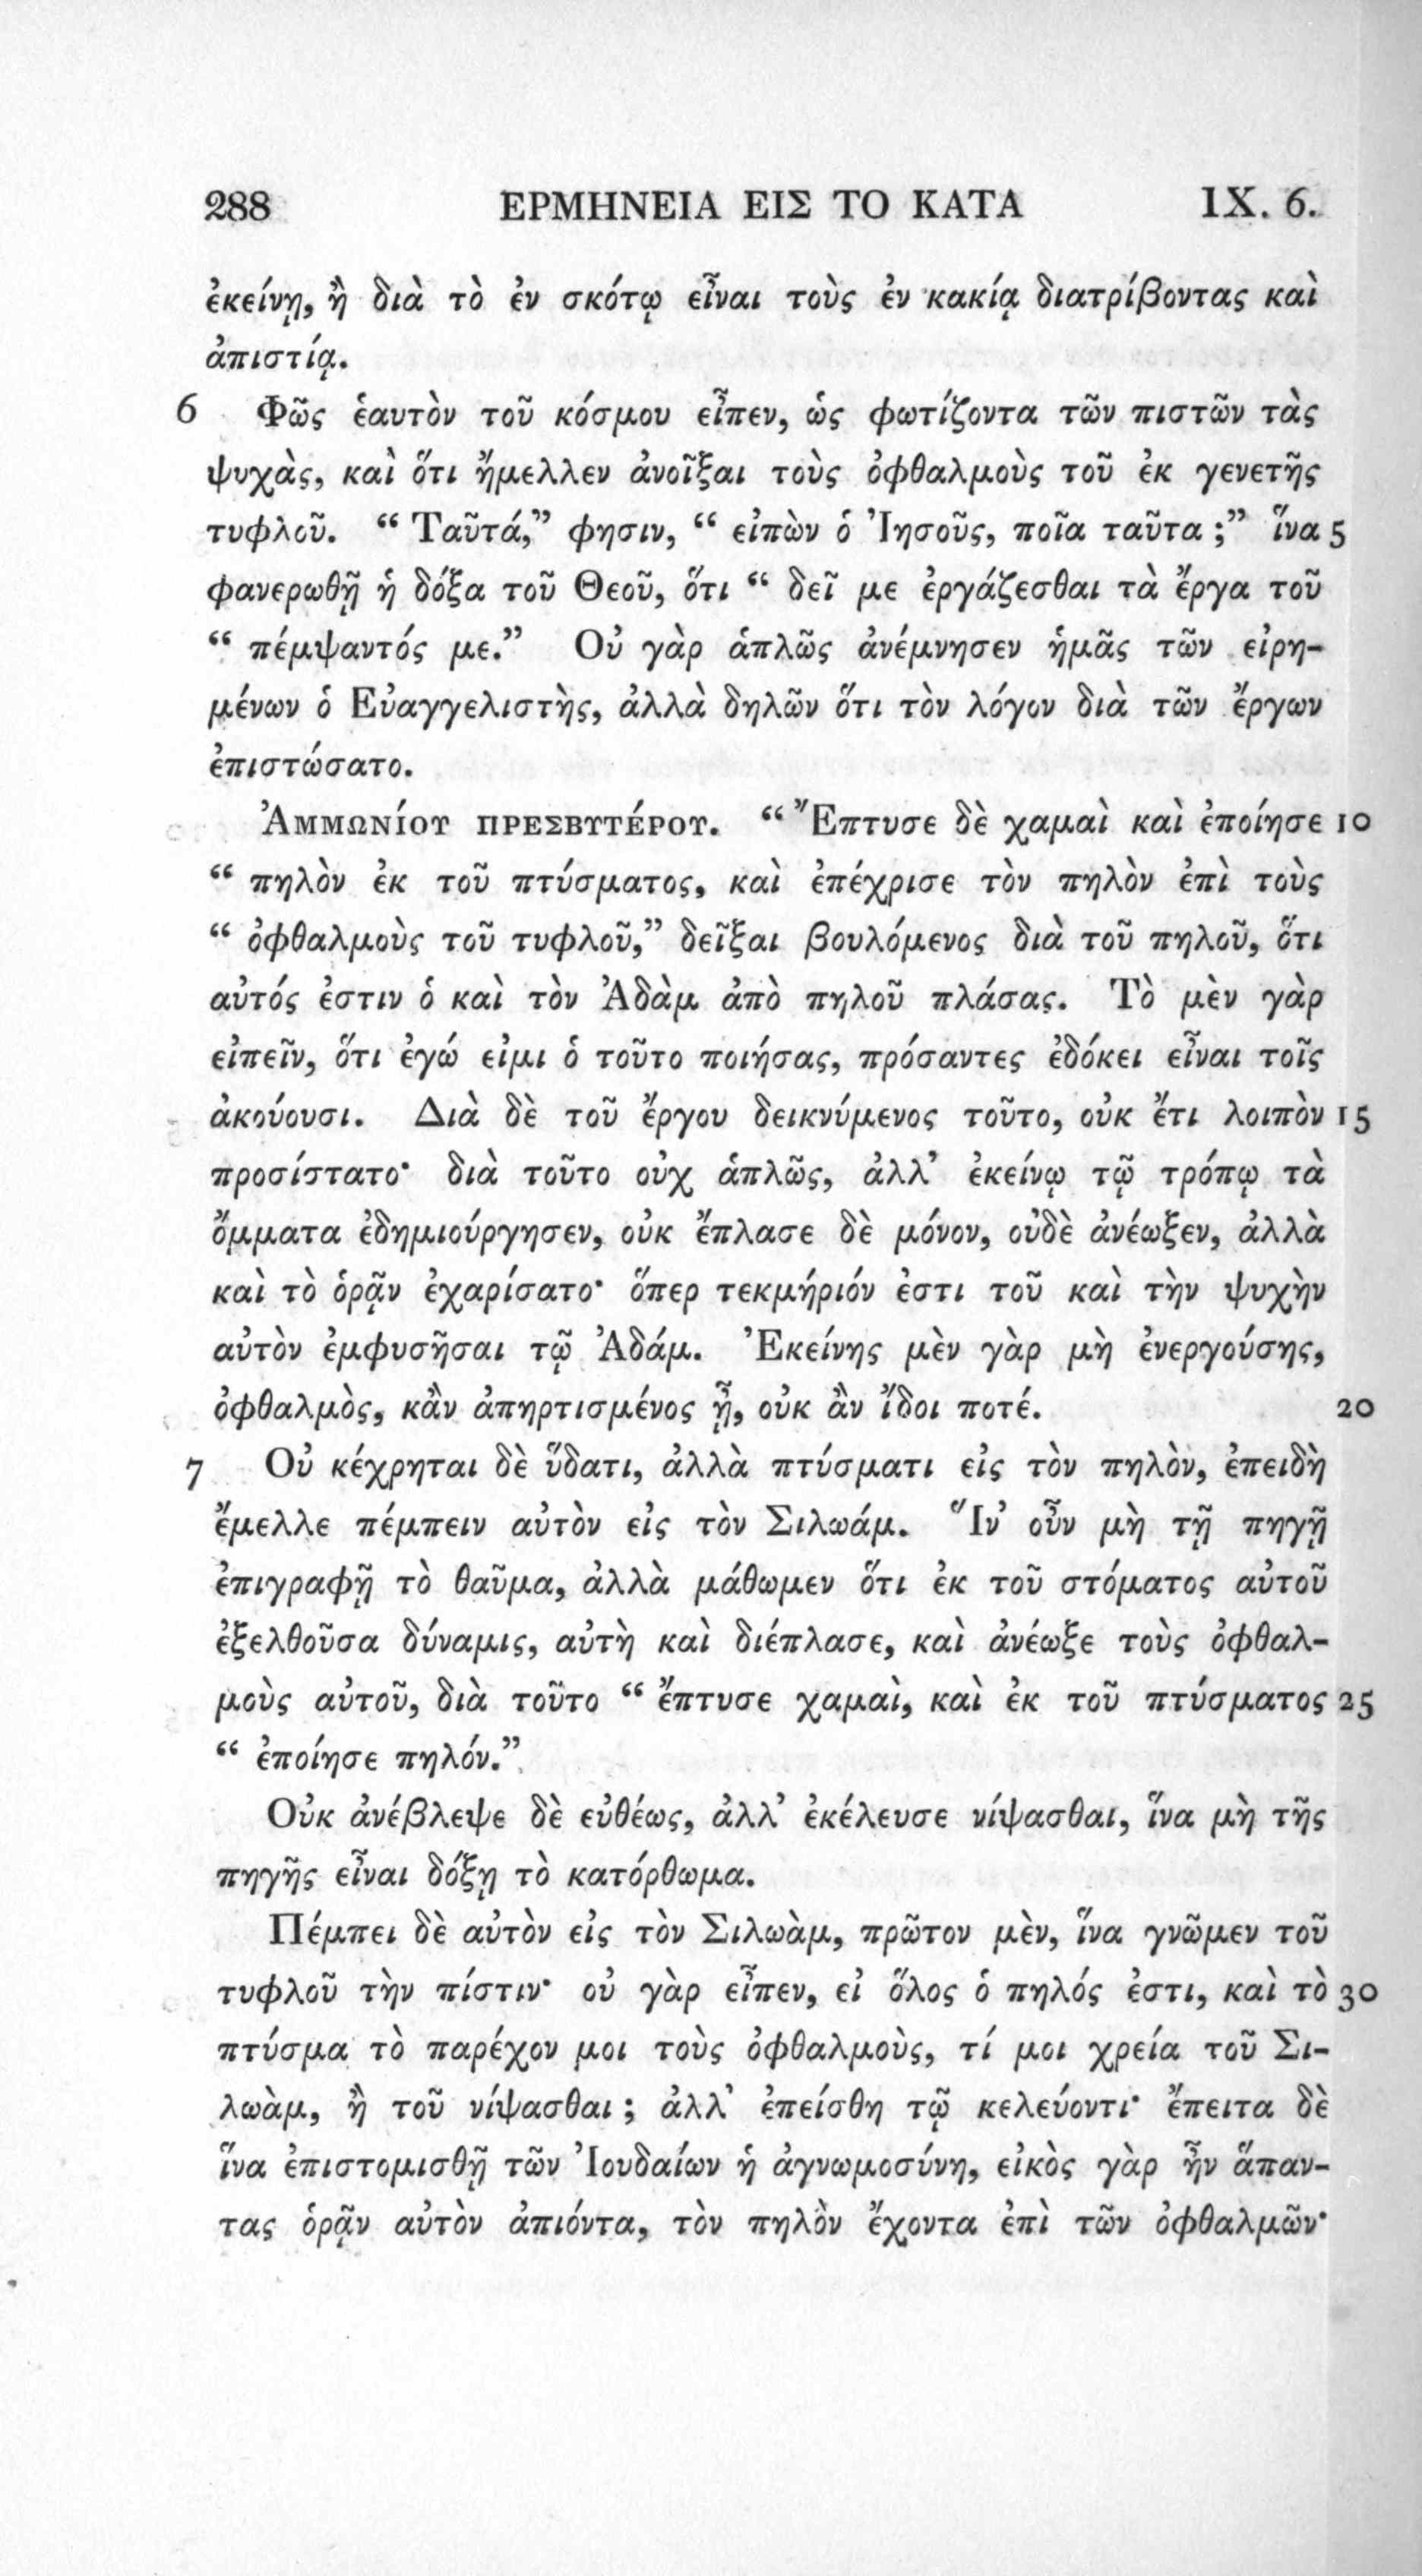 288 ΕΡΜΗΝΕΙΑ ΕΙΣ ΤΟ ΚΑΤΑ IX. 6.
ἐκείνῃ, ἢ διὰ τὸ ἐν σκότῳ εἶναι τοὺς ἐν κακίᾳ διατρίβοντας καὶ
ἀπιστίᾳ.
6 Φῶς ἑαυτὸν τοῦ κόσμου εἶπεν, ὡς φωτίζοντα τῶν πιστῶν τὰς
ψυχὰς, καὶ ὅτι ἤμελλεν ἀνοῖξαι τοὺς ὀφθαλμοὺς τοῦ ἐκ γενετῆς
τυφλοῦ. “ Ταῦτά,” φησιν, “ εἰπὼν ὁ Ἰησοῦς, ποῖα ταῦτα ;” ἵνα 5
φανερωθῇ ἡ δόξα τοῦ Θεοῦ, ὅτι “ δεῖ με ἐργάζεσθαι τὰ ἔργα τοῦ
“ πέμψαντός με.” Οὐ γὰρ ἁπλῶς ἀνέμνησεν ἡμᾶς τῶν εἰρη-
μένων ὁ Εὐαγγελιστὴς, ἀλλὰ δηλῶν ὅτι τὸν λόγον διὰ τῶν ἔργων
ἐπιστώσατο.
Ἀμμωνίου πρεσβυτέρου. “ Ἔπτυσε δὲ χαμαὶ καὶ ἐποίησε 10
“ πηλὸν ἐκ τοῦ πτύσματος, καὶ ἐπέχρισε τὸν πηλὸν ἐπὶ τοὺς
“ ὀφθαλμοὺς τοῦ τυφλοῦ,” δεῖξαι βουλόμενος διὰ τοῦ πηλοῦ, ὅτι
αὐτός ἐστιν ὁ καὶ τὸν Ἀδὰμ ἀπὸ πηλοῦ πλάσας. Τὸ μὲν γὰρ
εἰπεῖν, ὅτι ἐγώ εἰμι ὁ τοῦτο ποιήσας, πρόσαντες ἐδόκει εἶναι τοῖς
ἀκούουσι. Διὰ δὲ τοῦ ἔργου δεικνύμενος τοῦτο, οὐκ ἔτι λοιπὸν 15
προσίστατο· διὰ τοῦτο οὐχ ἁπλῶς, ἀλλ’ ἐκείνῳ τῷ τρόπῳ τὰ
ὄμματα ἐδημιούργησεν, οὐκ ἔπλασε δὲ μόνον, οὐδὲ ἀνέωξεν, ἀλλὰ
καὶ τὸ ὁρᾷν ἐχαρίσατο· ὅπερ τεκμήριόν ἐστι τοῦ καὶ τὴν ψυχὴν
αὐτὸν ἐμφυσῆσαι τῷ Ἀδάμ. Ἐκείνης μὲν γὰρ μὴ ἐνεργούσης,
ὀφθαλμὸς, κἂν ἀπηρτισμένος ᾖ, οὐκ ἂν ἴδοι ποτέ. 20
7 Οὐ κέχρηται δὲ ὕδατι, ἀλλὰ πτύσματι εἰς τὸν πηλὸν, ἐπειδὴ
ἔμελλε πέμπειν αὐτὸν εἰς τὸν Σιλωάμ. Ἵν’ οὖν μὴ τῇ πηγῇ
ἐπιγραφῇ τὸ θαῦμα, ἀλλὰ μάθωμεν ὅτι ἐκ τοῦ στόματος αὐτοῦ
ἐξελθοῦσα δύναμις, αὐτὴ καὶ διέπλασε, καὶ ἀνέωξε τοὺς ὀφθαλ-
μοὺς αὐτοῦ, διὰ τοῦτο “ ἔπτυσε χαμαὶ, καὶ ἐκ τοῦ πτύσματος 25
“ ἐποίησε πηλόν.”
Οὐκ ἀνέβλεψε δὲ εὐθέως, ἀλλ’ ἐκέλευσε νίψασθαι, ἵνα μὴ τῆς
πηγῆς εἶναι δόξῃ τὸ κατόρθωμα.
Πέμπει δὲ αὐτὸν εἰς τὸν Σιλωὰμ, πρῶτον μὲν, ἵνα γνῶμεν τοῦ
τυφλοῦ τὴν πίστιν· οὐ γὰρ εἶπεν, εἰ ὅλος ὁ πηλός ἐστι, καὶ τὸ 30
πτύσμα τὸ παρέχον μοι τοὺς ὀφθαλμοὺς, τί μοι χρεία τοῦ Σι-
λωὰμ, ἢ τοῦ νίψασθαι ; ἀλλ’ ἐπείσθη τῷ κελεύοντι· ἔπειτα δὲ
ἵνα ἐπιστομισθῇ τῶν Ἰουδαίων ἡ ἀγνωμοσύνη, εἰκὸς γὰρ ἦν ἅπαν-
τας ὁρᾷν αὐτὸν ἀπιόντα, τὸν πηλὸν ἔχοντα ἐπὶ τῶν ὀφθαλμῶν·